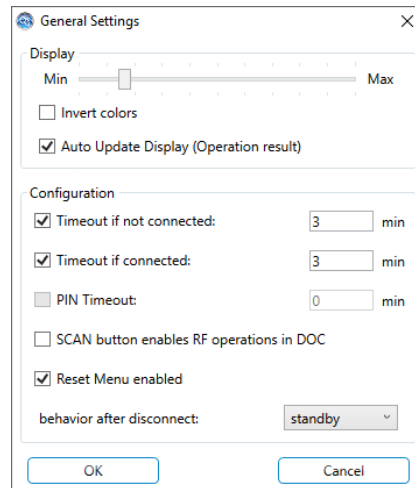 General Settings
Display
Min Max
Invert colors
Auto Update Display (Operation result)
Configuration
Timeout if not connected: 3 min
Timeout if connected: 3 min
PIN Timeout: 0 min
SCAN button enables RF operations in DOC
Reset Menu enabled
behavior after disconnect: standby
OK Cancel